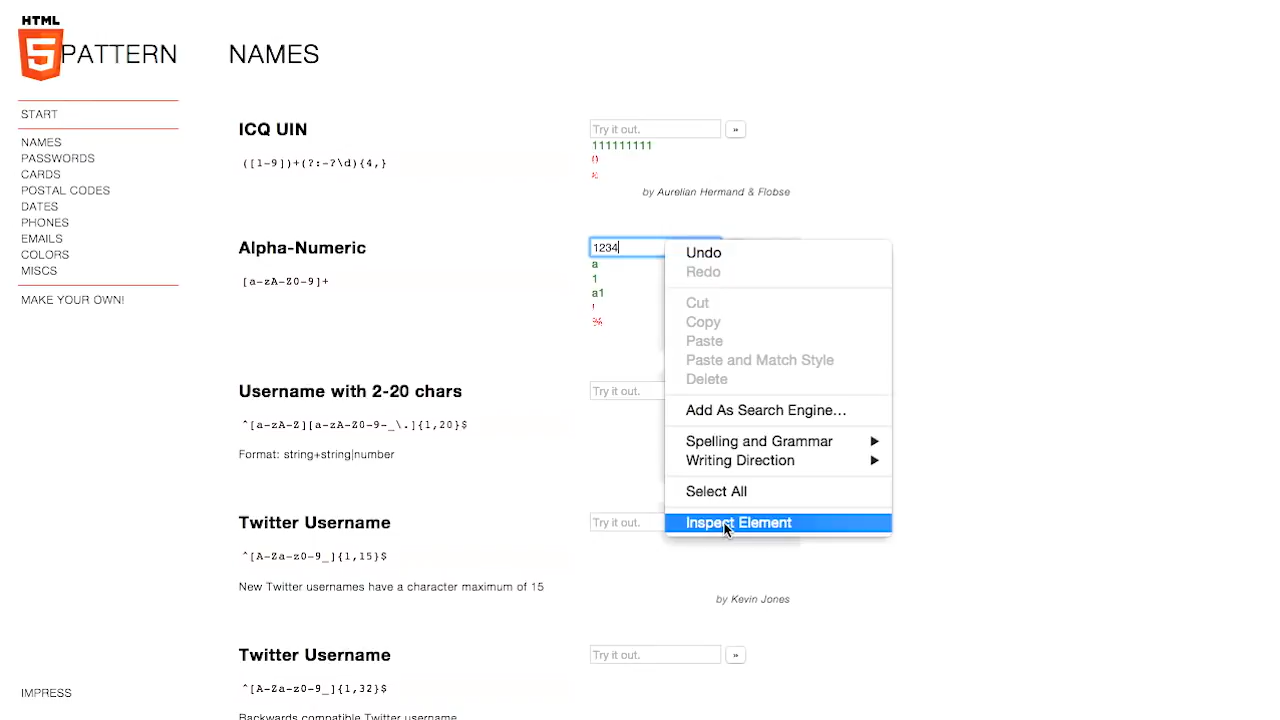 HTML
5 PATTERN
NAMES
START
NAMES
PASSWORDS
CARDS
POSTAL CODES
DATES
PHONES
EMAILS
COLORS
MISCS
MAKE YOUR OWN!
IMPRESS
ICQ UIN
([1-9])+(?:-?\d){4,}
Try it out.
»
111111111
()
%
by Aurelian Hermand & Flobse
Alpha-Numeric
[a-zA-Z0-9]+
1234
a
1
a1
!
%
Username with 2-20 chars
^[a-zA-Z][a-zA-Z0-9-_\.]{1,20}$
Format: string+string|number
Try it out.
Twitter Username
^[A-Za-z0-9_]{1,15}$
New Twitter usernames have a character maximum of 15
Try it out.
by Kevin Jones
Twitter Username
^[A-Za-z0-9_]{1,32}$
Backwards compatible Twitter username
Try it out.
»
Undo
Redo
Cut
Copy
Paste
Paste and Match Style
Delete
Add As Search Engine...
Spelling and Grammar
Writing Direction
Select All
Inspect Element